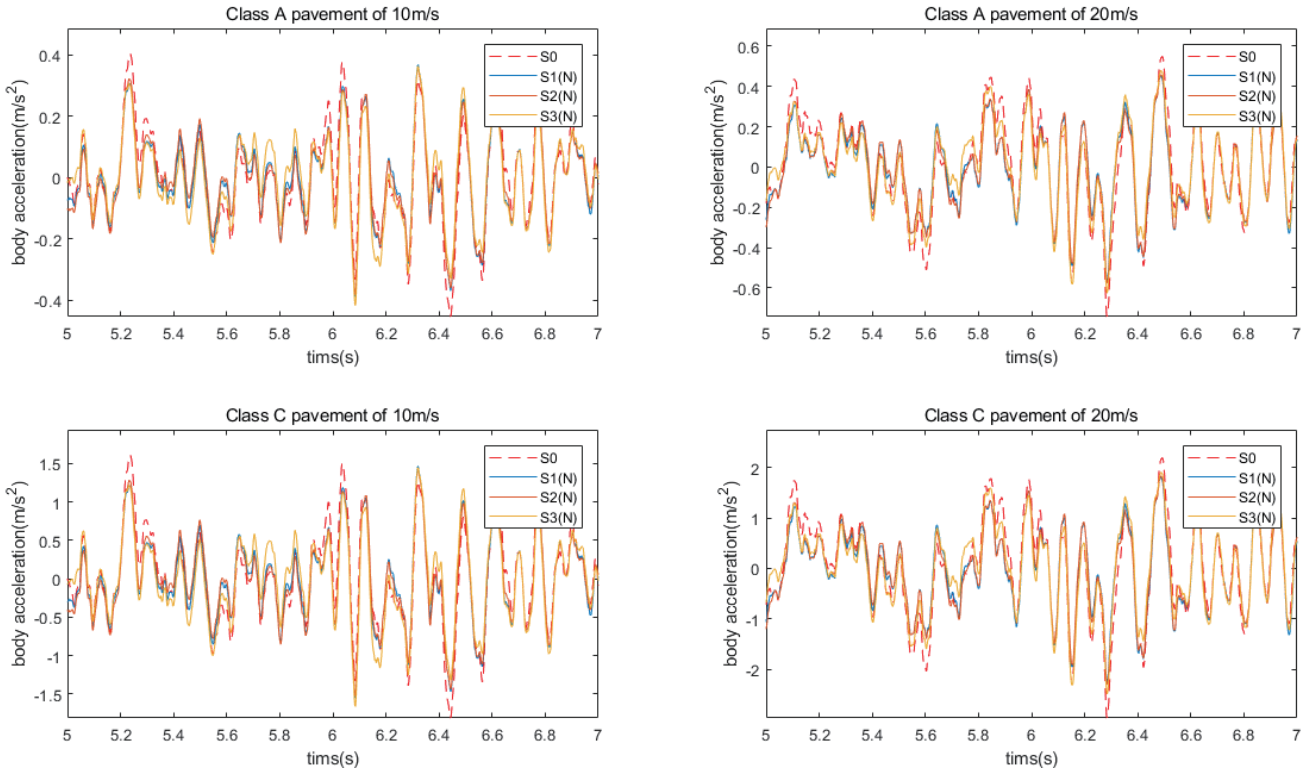 Class A pavement of 10m/s
body acceleration(m/s²)
0.4
0.2
0
-0.2
-0.4
5 5.2 5.4 5.6 5.8 6 6.2 6.4 6.6 6.8 7
tims(s)
S0
S1(N)
S2(N)
S3(N)
Class A pavement of 20m/s
body acceleration(m/s²)
0.6
0.4
0.2
0
-0.2
-0.4
-0.6
5 5.2 5.4 5.6 5.8 6 6.2 6.4 6.6 6.8 7
tims(s)
S0
S1(N)
S2(N)
S3(N)
Class C pavement of 10m/s
body acceleration(m/s²)
1.5
1
0.5
0
-0.5
-1
-1.5
5 5.2 5.4 5.6 5.8 6 6.2 6.4 6.6 6.8 7
tims(s)
S0
S1(N)
S2(N)
S3(N)
Class C pavement of 20m/s
body acceleration(m/s²)
2
1
0
-1
-2
5 5.2 5.4 5.6 5.8 6 6.2 6.4 6.6 6.8 7
tims(s)
S0
S1(N)
S2(N)
S3(N)